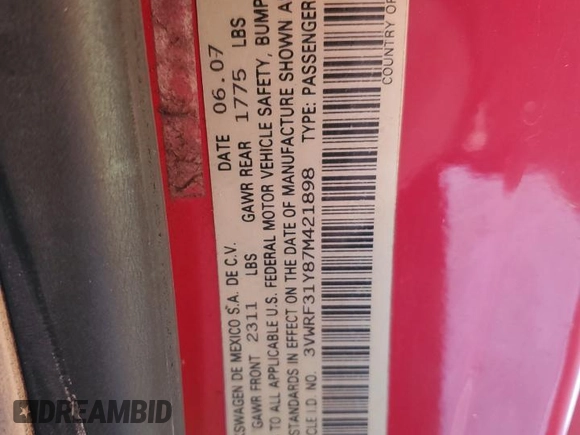 KSWAGEN DE MEXICO S.A. DE C.V. DATE 06.07
GAWR FRONT 2311 LBS GAWR REAR 1775 LBS
TO ALL APPLICABLE U.S. FEDERAL MOTOR VEHICLE SAFETY, BUMP
STANDARDS IN EFFECT ON THE DATE OF MANUFACTURE SHOWN A
CLE I.D. NO. 3VWRF31Y87M421898 TYPE: PASSENGER
COUNTRY OF
DREAMBID